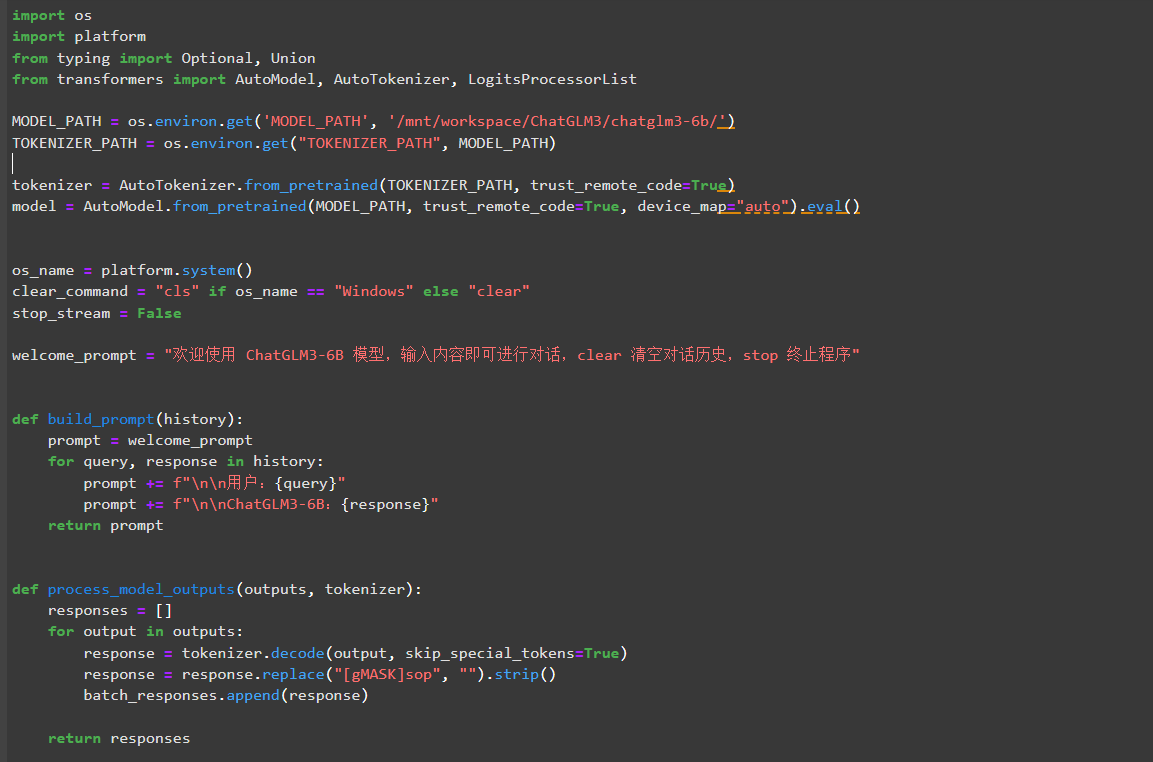 import os
import platform
from typing import Optional, Union
from transformers import AutoModel, AutoTokenizer, LogitsProcessorList
MODEL_PATH = os.environ.get('MODEL_PATH', '/mnt/workspace/ChatGLM3/chatglm3-6b/')
TOKENIZER_PATH = os.environ.get("TOKENIZER_PATH", MODEL_PATH)
tokenizer = AutoTokenizer.from_pretrained(TOKENIZER_PATH, trust_remote_code=True)
model = AutoModel.from_pretrained(MODEL_PATH, trust_remote_code=True, device_map="auto").eval()
os_name = platform.system()
clear_command = "cls" if os_name == "Windows" else "clear"
stop_stream = False
welcome_prompt = "欢迎使用 ChatGLM3-6B 模型，输入内容即可进行对话，clear 清空对话历史，stop 终止程序"
def build_prompt(history):
    prompt = welcome_prompt
    for query, response in history:
        prompt += f"\n\n用户：{query}"
        prompt += f"\n\nChatGLM3-6B：{response}"
    return prompt
def process_model_outputs(outputs, tokenizer):
    responses = []
    for output in outputs:
        response = tokenizer.decode(output, skip_special_tokens=True)
        response = response.replace("[gMASK]sop", "").strip()
        batch_responses.append(response)
    return responses